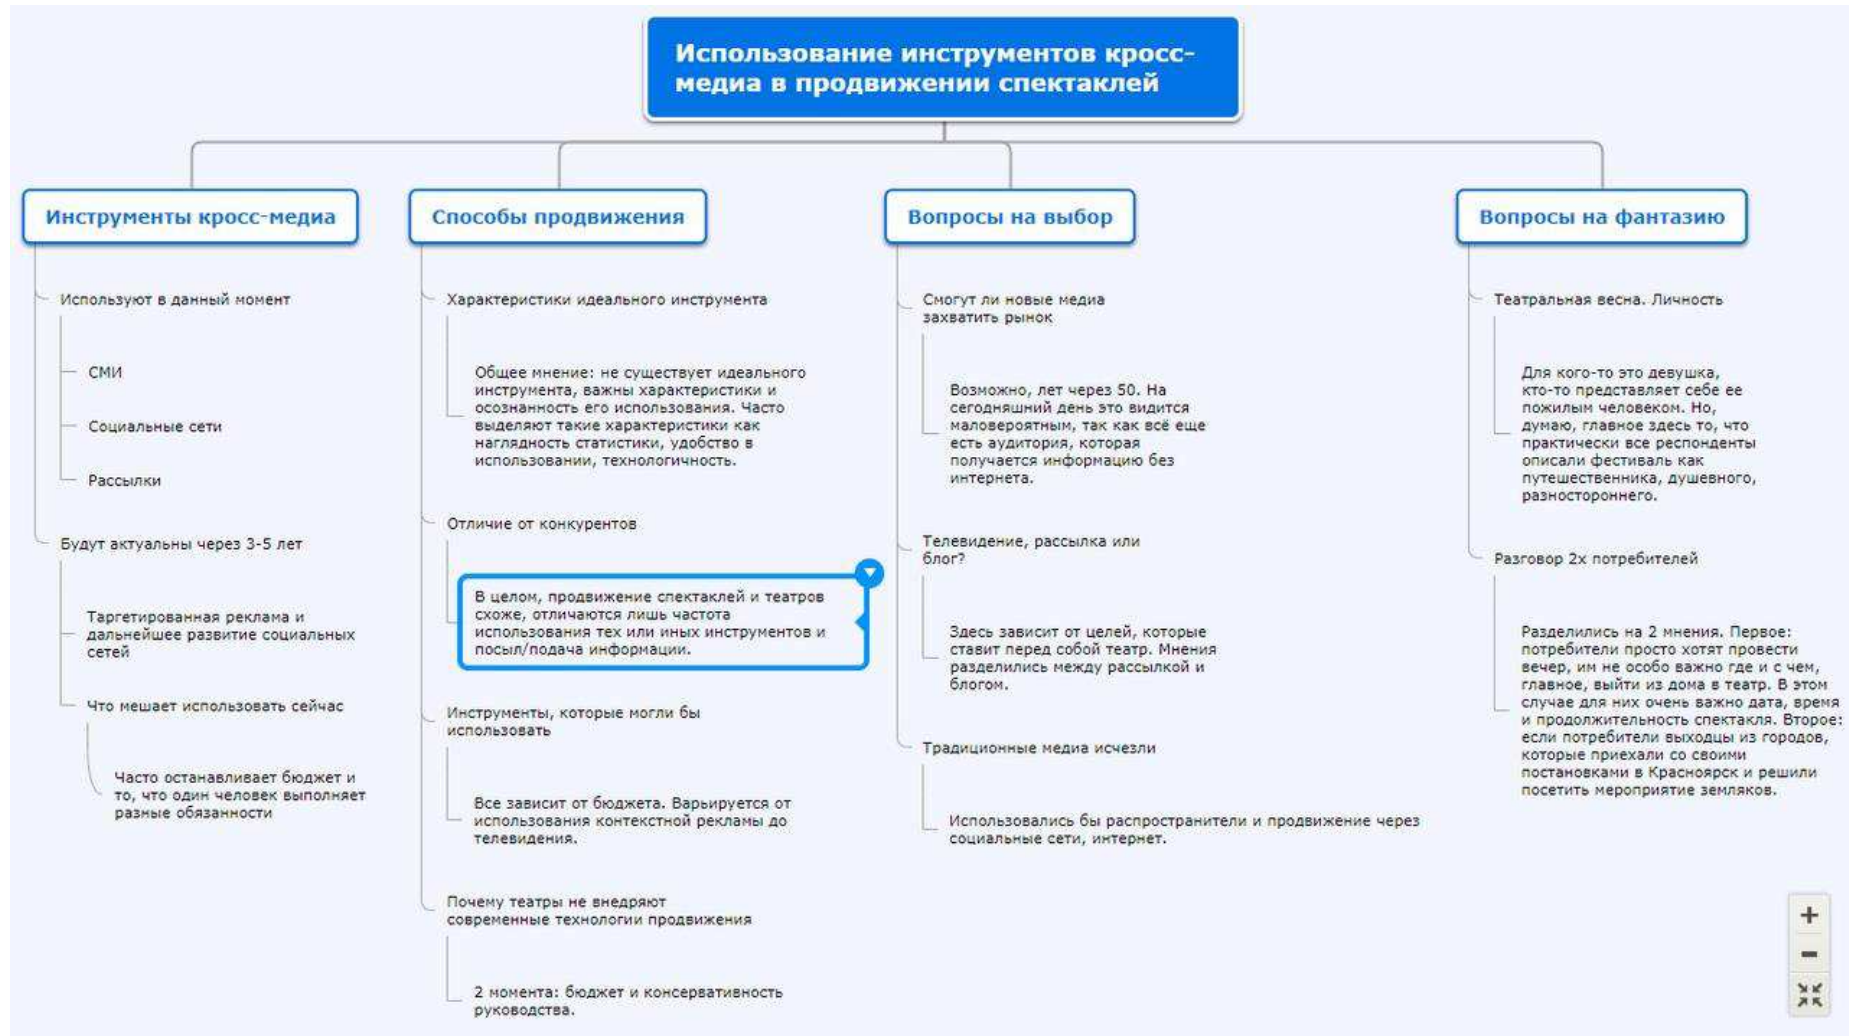 Использование инструментов кросс-
медиа в продвижении спектаклей
Инструменты кросс-медиа
Используют в данный момент
СМИ
Социальные сети
Рассылки
Будут актуальны через 3-5 лет
Таргетированная реклама и
дальнейшее развитие социальных
сетей
Что мешает использовать сейчас
Часто останавливает бюджет и
то, что один человек выполняет
разные обязанности
Способы продвижения
Характеристики идеального инструмента
Общее мнение: не существует идеального
инструмента, важны характеристики и
осознанность его использования. Часто
выделяют такие характеристики как
наглядность статистики, удобство в
использовании, технологичность.
Отличие от конкурентов
В целом, продвижение спектаклей и театров
схоже, отличаются лишь частота
использования тех или иных инструментов и
посыл/подача информации.
Инструменты, которые могли бы
использовать
Все зависит от бюджета. Варьируется от
использования контекстной рекламы до
телевидения.
Почему театры не внедряют
современные технологии продвижения
2 момента: бюджет и консервативность
руководства.
Вопросы на выбор
Смогут ли новые медиа
захватить рынок
Возможно, лет через 50. На
сегодняшний день это видится
маловероятным, так как всё еще
есть аудитория, которая
получается информацию без
интернета.
Телевидение, рассылка или
блог?
Здесь зависит от целей, которые
ставит перед собой театр. Мнения
разделились между рассылкой и
блогом.
Традиционные медиа исчезли
Использовались бы распространители и продвижение через
социальные сети, интернет.
Вопросы на фантазию
Театральная весна. Личность
Для кого-то это девушка,
кто-то представляет себе ее
пожилым человеком. Но,
думаю, главное здесь то, что
практически все респонденты
описали фестиваль как
путешественника, душевного,
разностороннего.
Разговор 2х потребителей
Разделились на 2 мнения. Первое:
потребители просто хотят провести
вечер, им не особо важно где и с чем,
главное, выйти из дома в театр. В этом
случае для них очень важно дата, время
и продолжительность спектакля. Второе:
если потребители выходцы из городов,
которые приехали со своими
постановками в Красноярск и решили
посетить мероприятие земляков.